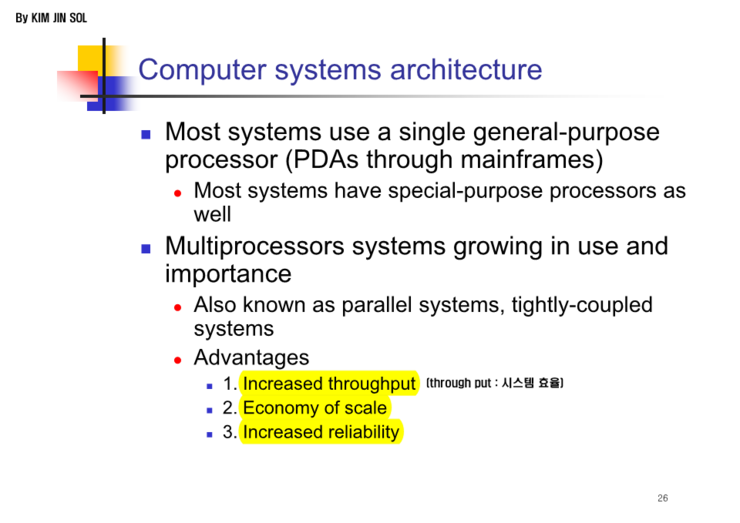 By KIM JIN SOL
Computer systems architecture
Most systems use a single general-purpose
processor (PDAs through mainframes)
Most systems have special-purpose processors as
well
Multiprocessors systems growing in use and
importance
Also known as parallel systems, tightly-coupled
systems
Advantages
1. Increased throughput (through put : 시스템 효율)
2. Economy of scale
3. Increased reliability
26